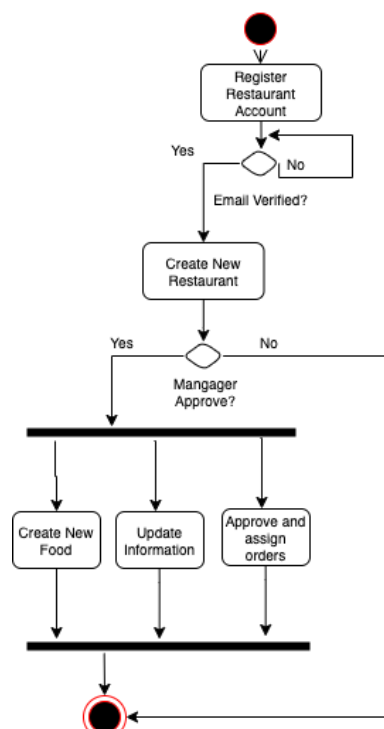 Register
Restaurant
Account
Yes
No
Email Verified?
Create New
Restaurant
Yes
No
Mangager
Approve?
Create New
Food
Update
Information
Approve and
assign
orders